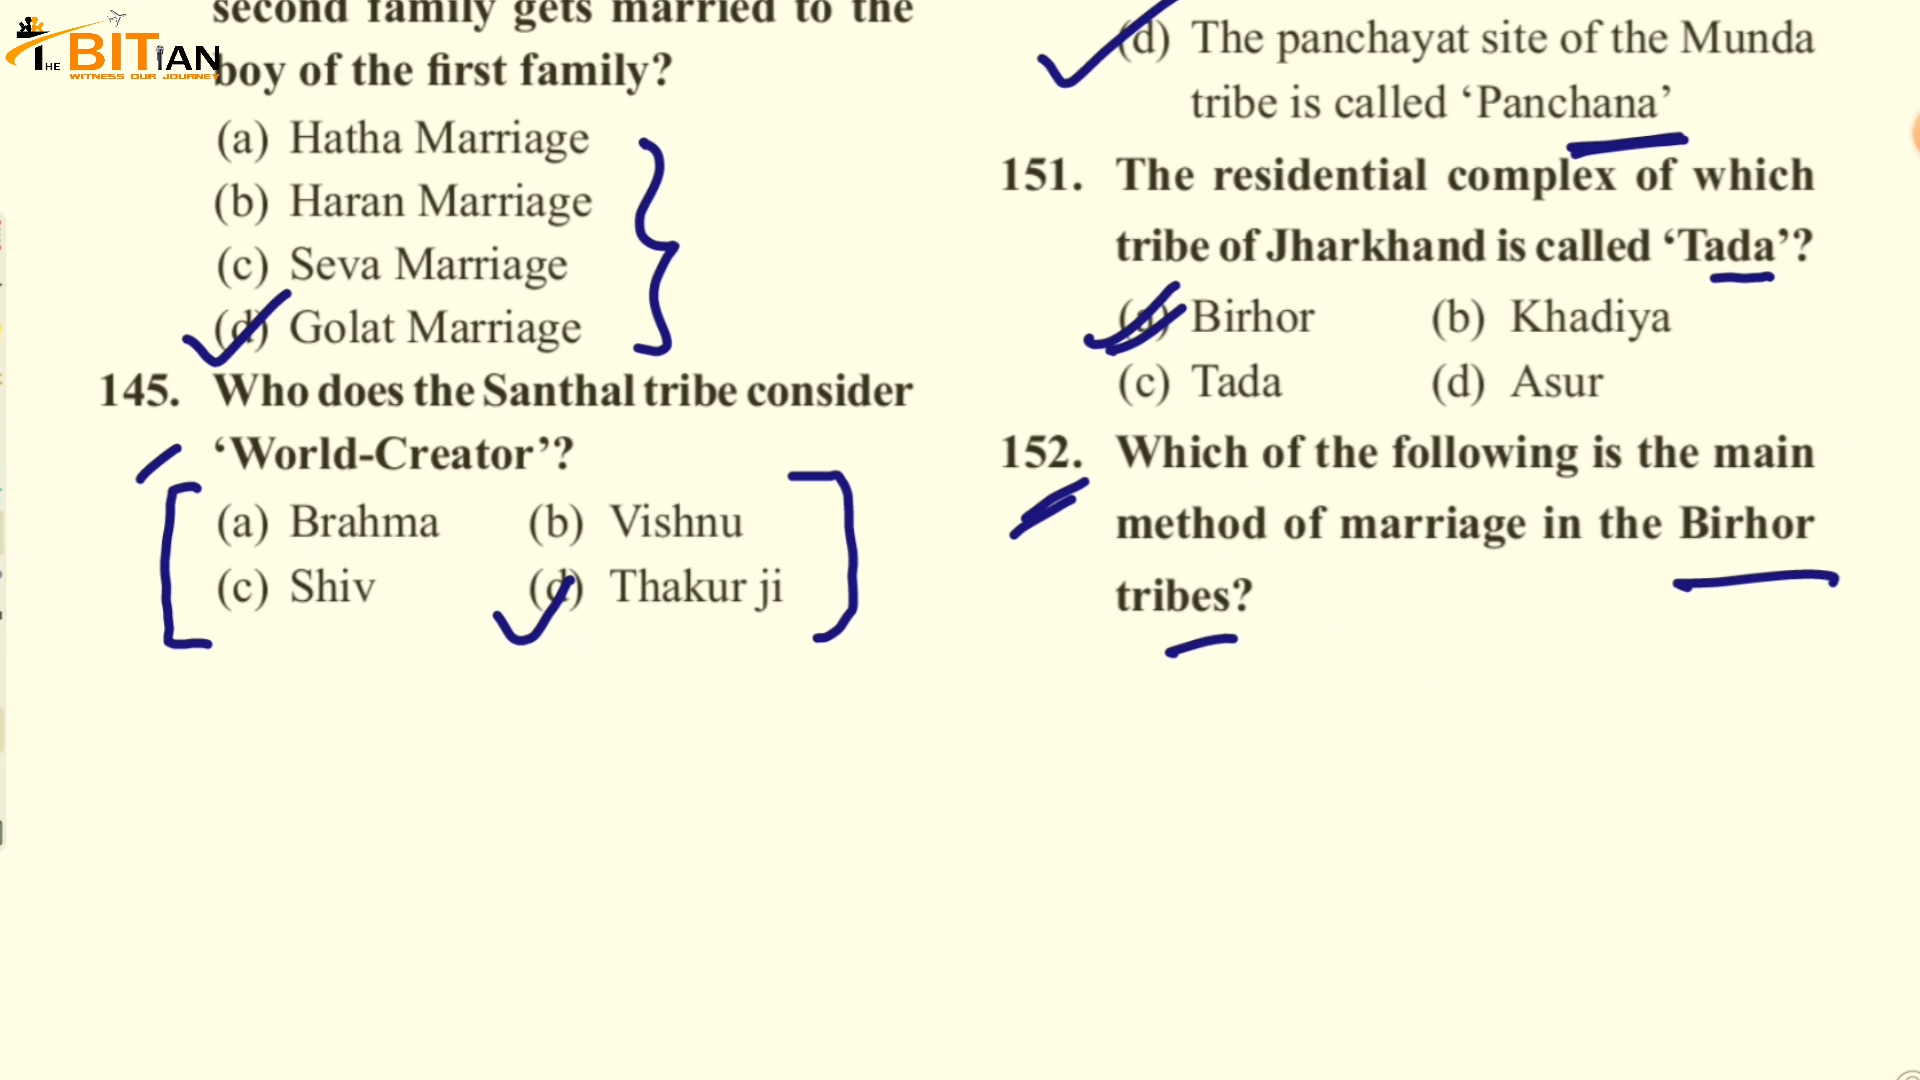 THE BITIAN
WITNESS OUR JOURNEY
second family gets married to the
boy of the first family?
(a) Hatha Marriage
(b) Haran Marriage
(c) Seva Marriage
(d) Golat Marriage
145. Who does the Santhal tribe consider
‘World-Creator’?
(a) Brahma (b) Vishnu
(c) Shiv (d) Thakur ji
(d) The panchayat site of the Munda
tribe is called ‘Panchana’
151. The residential complex of which
tribe of Jharkhand is called ‘Tada’?
(a) Birhor (b) Khadiya
(c) Tada (d) Asur
152. Which of the following is the main
method of marriage in the Birhor
tribes?